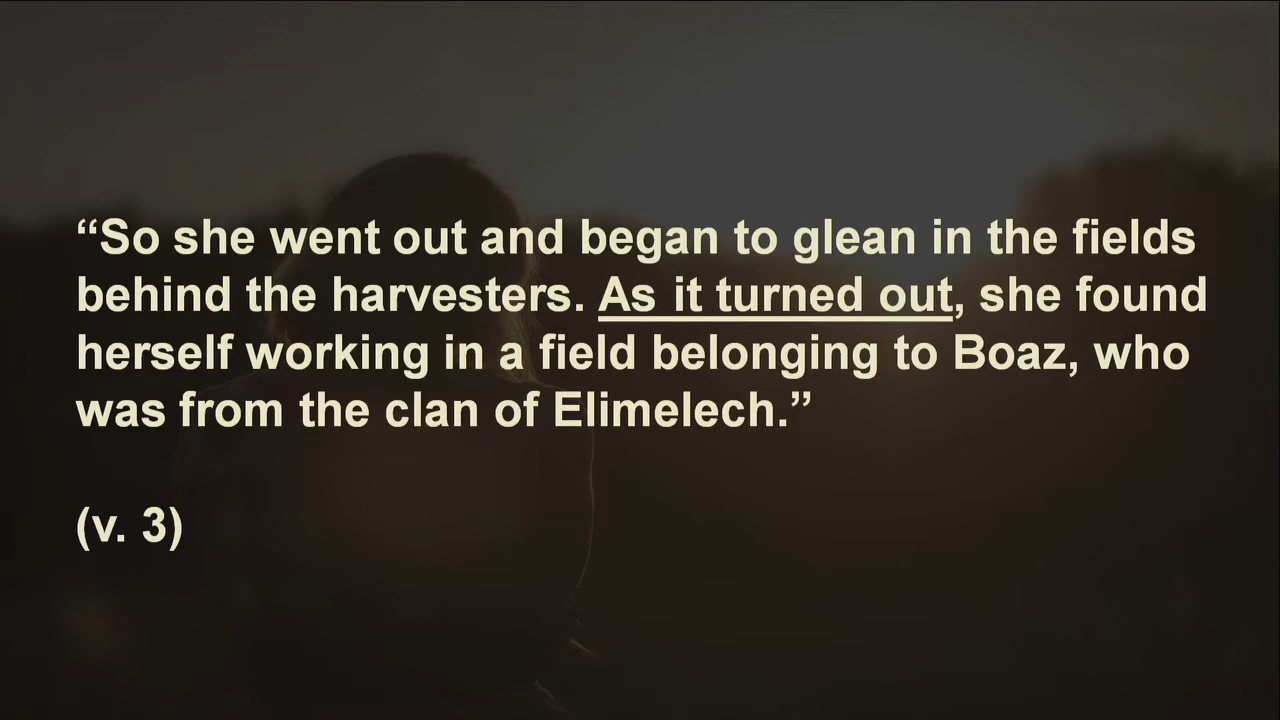 “So she went out and began to glean in the fields
behind the harvesters. As it turned out, she found
herself working in a field belonging to Boaz, who
was from the clan of Elimelech.”
(v. 3)